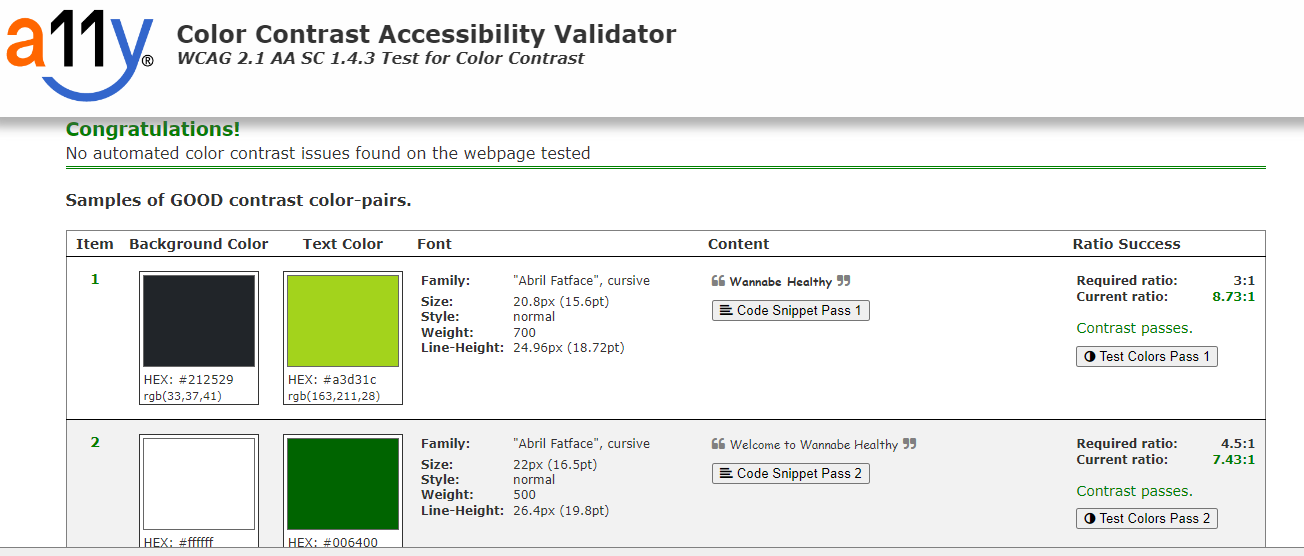 a11y®
Color Contrast Accessibility Validator
WCAG 2.1 AA SC 1.4.3 Test for Color Contrast
Congratulations!
No automated color contrast issues found on the webpage tested
Samples of GOOD contrast color-pairs.
Item Background Color Text Color Font Content Ratio Success
1
HEX: #212529
rgb(33,37,41)
HEX: #a3d31c
rgb(163,211,28)
Family: "Abril Fatface", cursive
Size: 20.8px (15.6pt)
Style: normal
Weight: 700
Line-Height: 24.96px (18.72pt)
❝ Wannabe Healthy ❞
Code Snippet Pass 1
Required ratio: 3:1
Current ratio: 8.73:1
Contrast passes.
Test Colors Pass 1
2
HEX: #ffffff
HEX: #006400
Family: "Abril Fatface", cursive
Size: 22px (16.5pt)
Style: normal
Weight: 500
Line-Height: 26.4px (19.8pt)
❝ Welcome to Wannabe Healthy ❞
Code Snippet Pass 2
Required ratio: 4.5:1
Current ratio: 7.43:1
Contrast passes.
Test Colors Pass 2